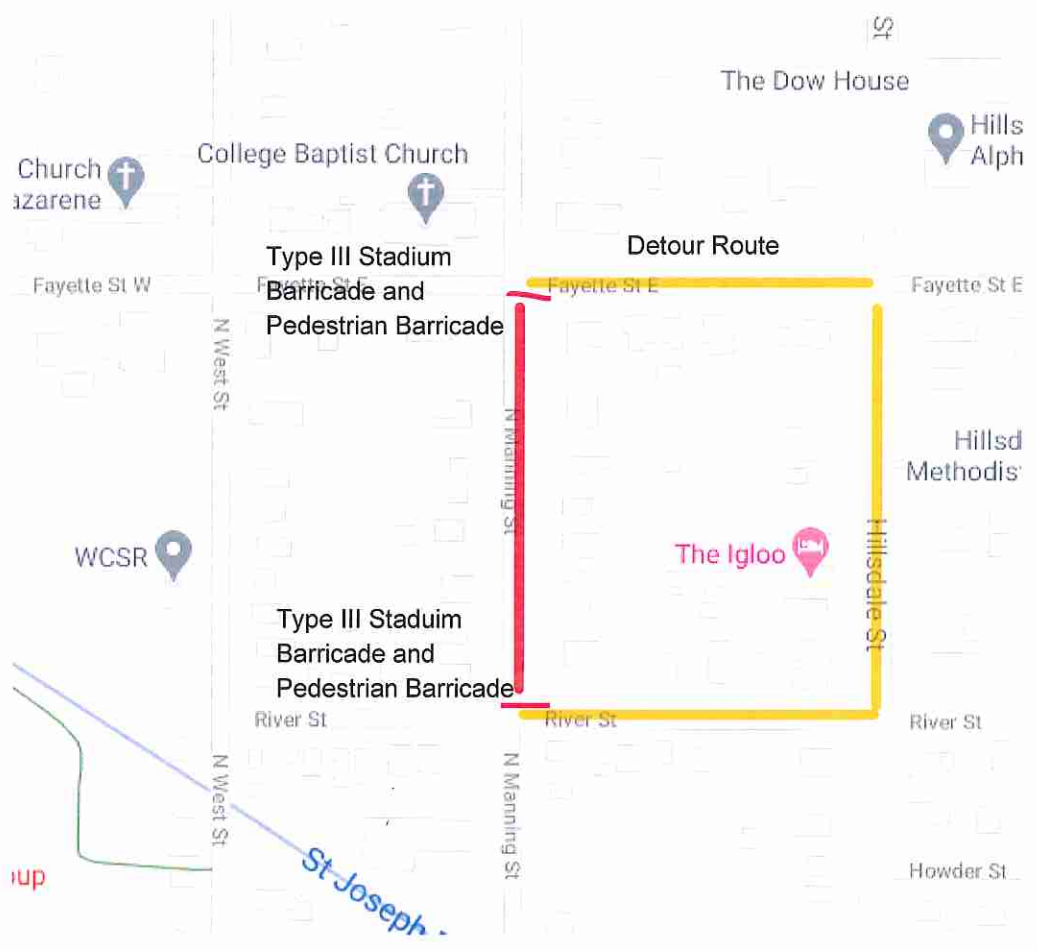 St
The Dow House
Hills
Alph
College Baptist Church
Church
azarene
Type III Stadium
Barricade and
Pedestrian Barricade
Detour Route
Fayette St W
Fayette St E
Fayette St E
Fayette St E
N West St
N Manning St
Hillsd
Methodis
WCSR
The Igloo
Hillsdale St
Type III Staduim
Barricade and
Pedestrian Barricade
River St
River St
River St
N West St
N Manning St
St Joseph
Howder St
oup